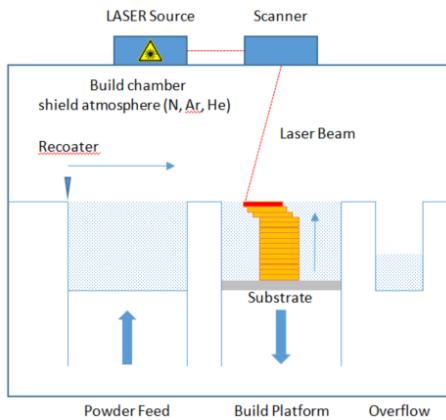 LASER Source
Scanner
Build chamber
shield atmosphere (N, Ar, He)
Laser Beam
Recoater
Substrate
Powder Feed
Build Platform
Overflow